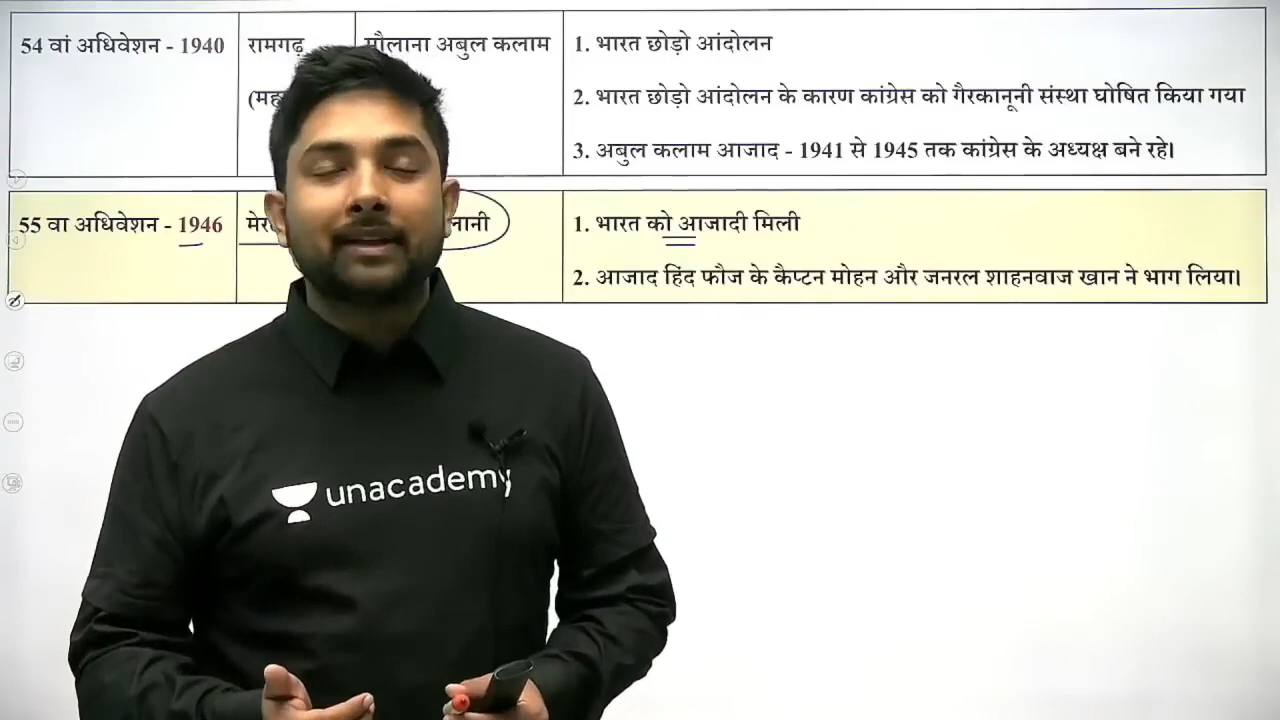 54 वां अधिवेशन - 1940
रामगढ़
मौलाना अबुल कलाम
1. भारत छोड़ो आंदोलन
2. भारत छोड़ो आंदोलन के कारण कांग्रेस को गैरकानूनी संस्था घोषित किया गया
3. अबुल कलाम आजाद - 1941 से 1945 तक कांग्रेस के अध्यक्ष बने रहे।
55 वा अधिवेशन - 1946
1. भारत को आजादी मिली
2. आजाद हिंद फौज के कैप्टन मोहन और जनरल शाहनवाज खान ने भाग लिया।
unacademy